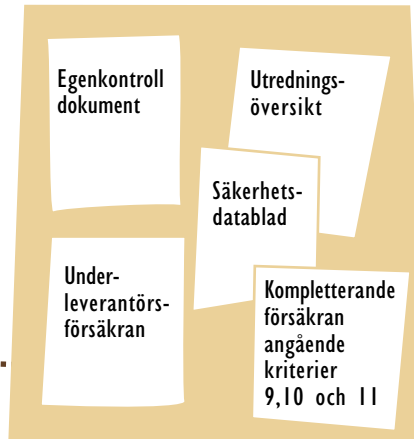 Egenkontroll
dokument
Utrednings-
översikt
Säkerhets-
datablad
Under-
leverantörs-
försäkran
Kompletterande
försäkran
angående
kriterier
9,10 och 11